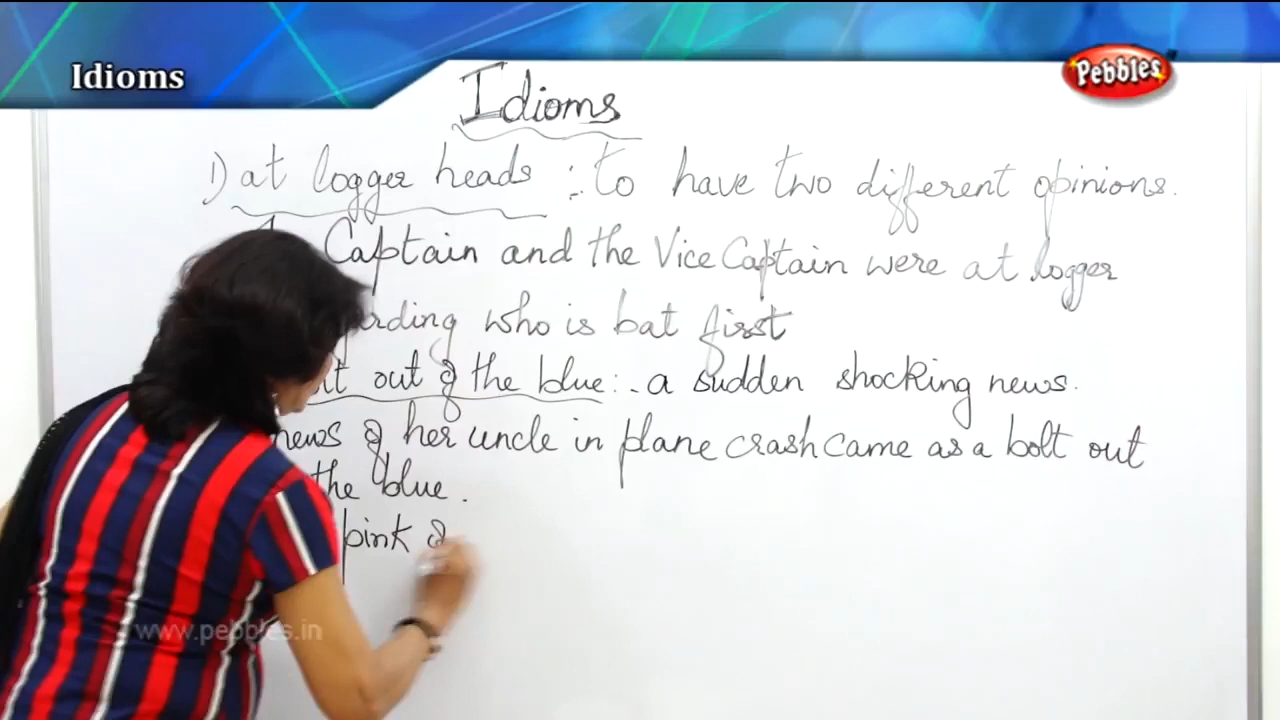 Idioms
Pebbles
Idioms
1) at logger heads :- to have two different opinions.
Captain and the Vice Captain were at logger
who is bat first
out of the blue :- a sudden shocking news.
news of her uncle in plane crash came as a bolt out
the blue.
pink of
www.pebbles.in